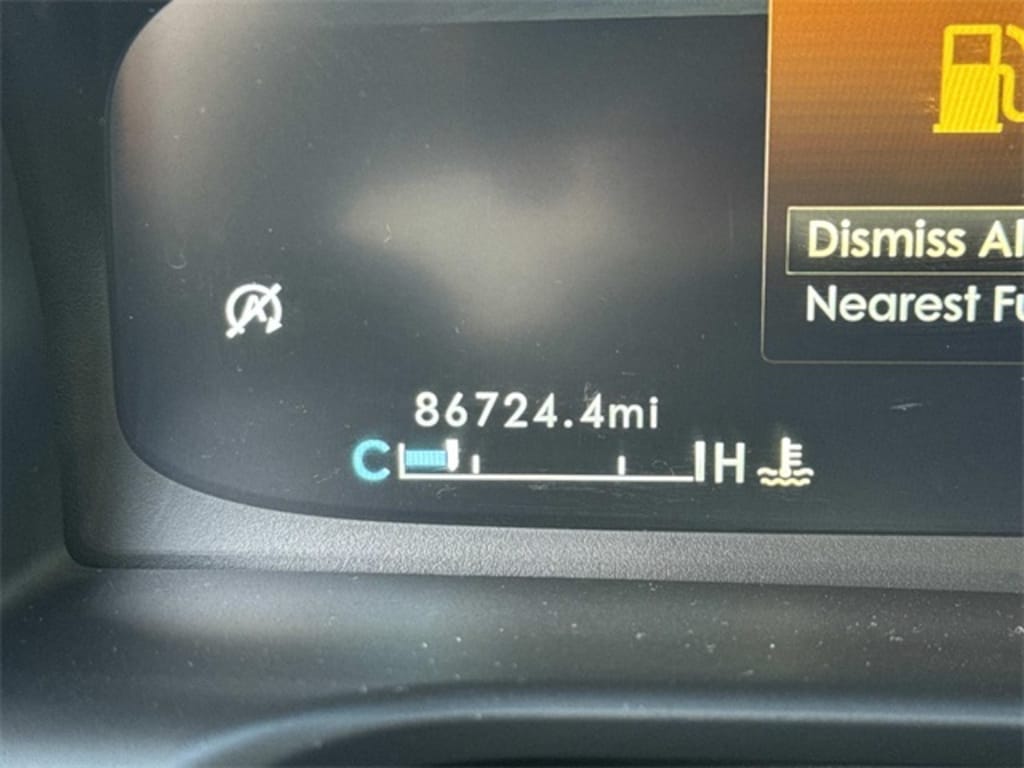 Dismiss Al
Nearest Fu
86724.4mi
C H